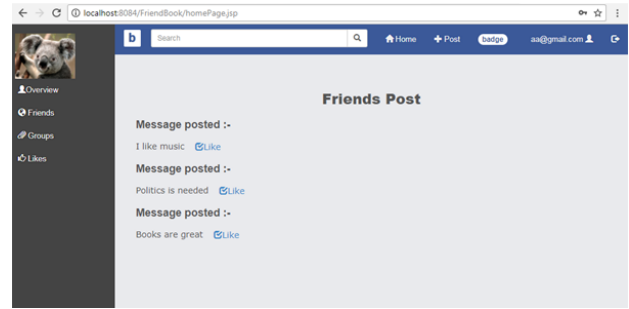 localhost:8084/FriendBook/homePage.jsp
b Search Home Post badge aa@gmail.com
Overview
Friends
Groups
Likes
Friends Post
Message posted :-
I like music Like
Message posted :-
Politics is needed Like
Message posted :-
Books are great Like